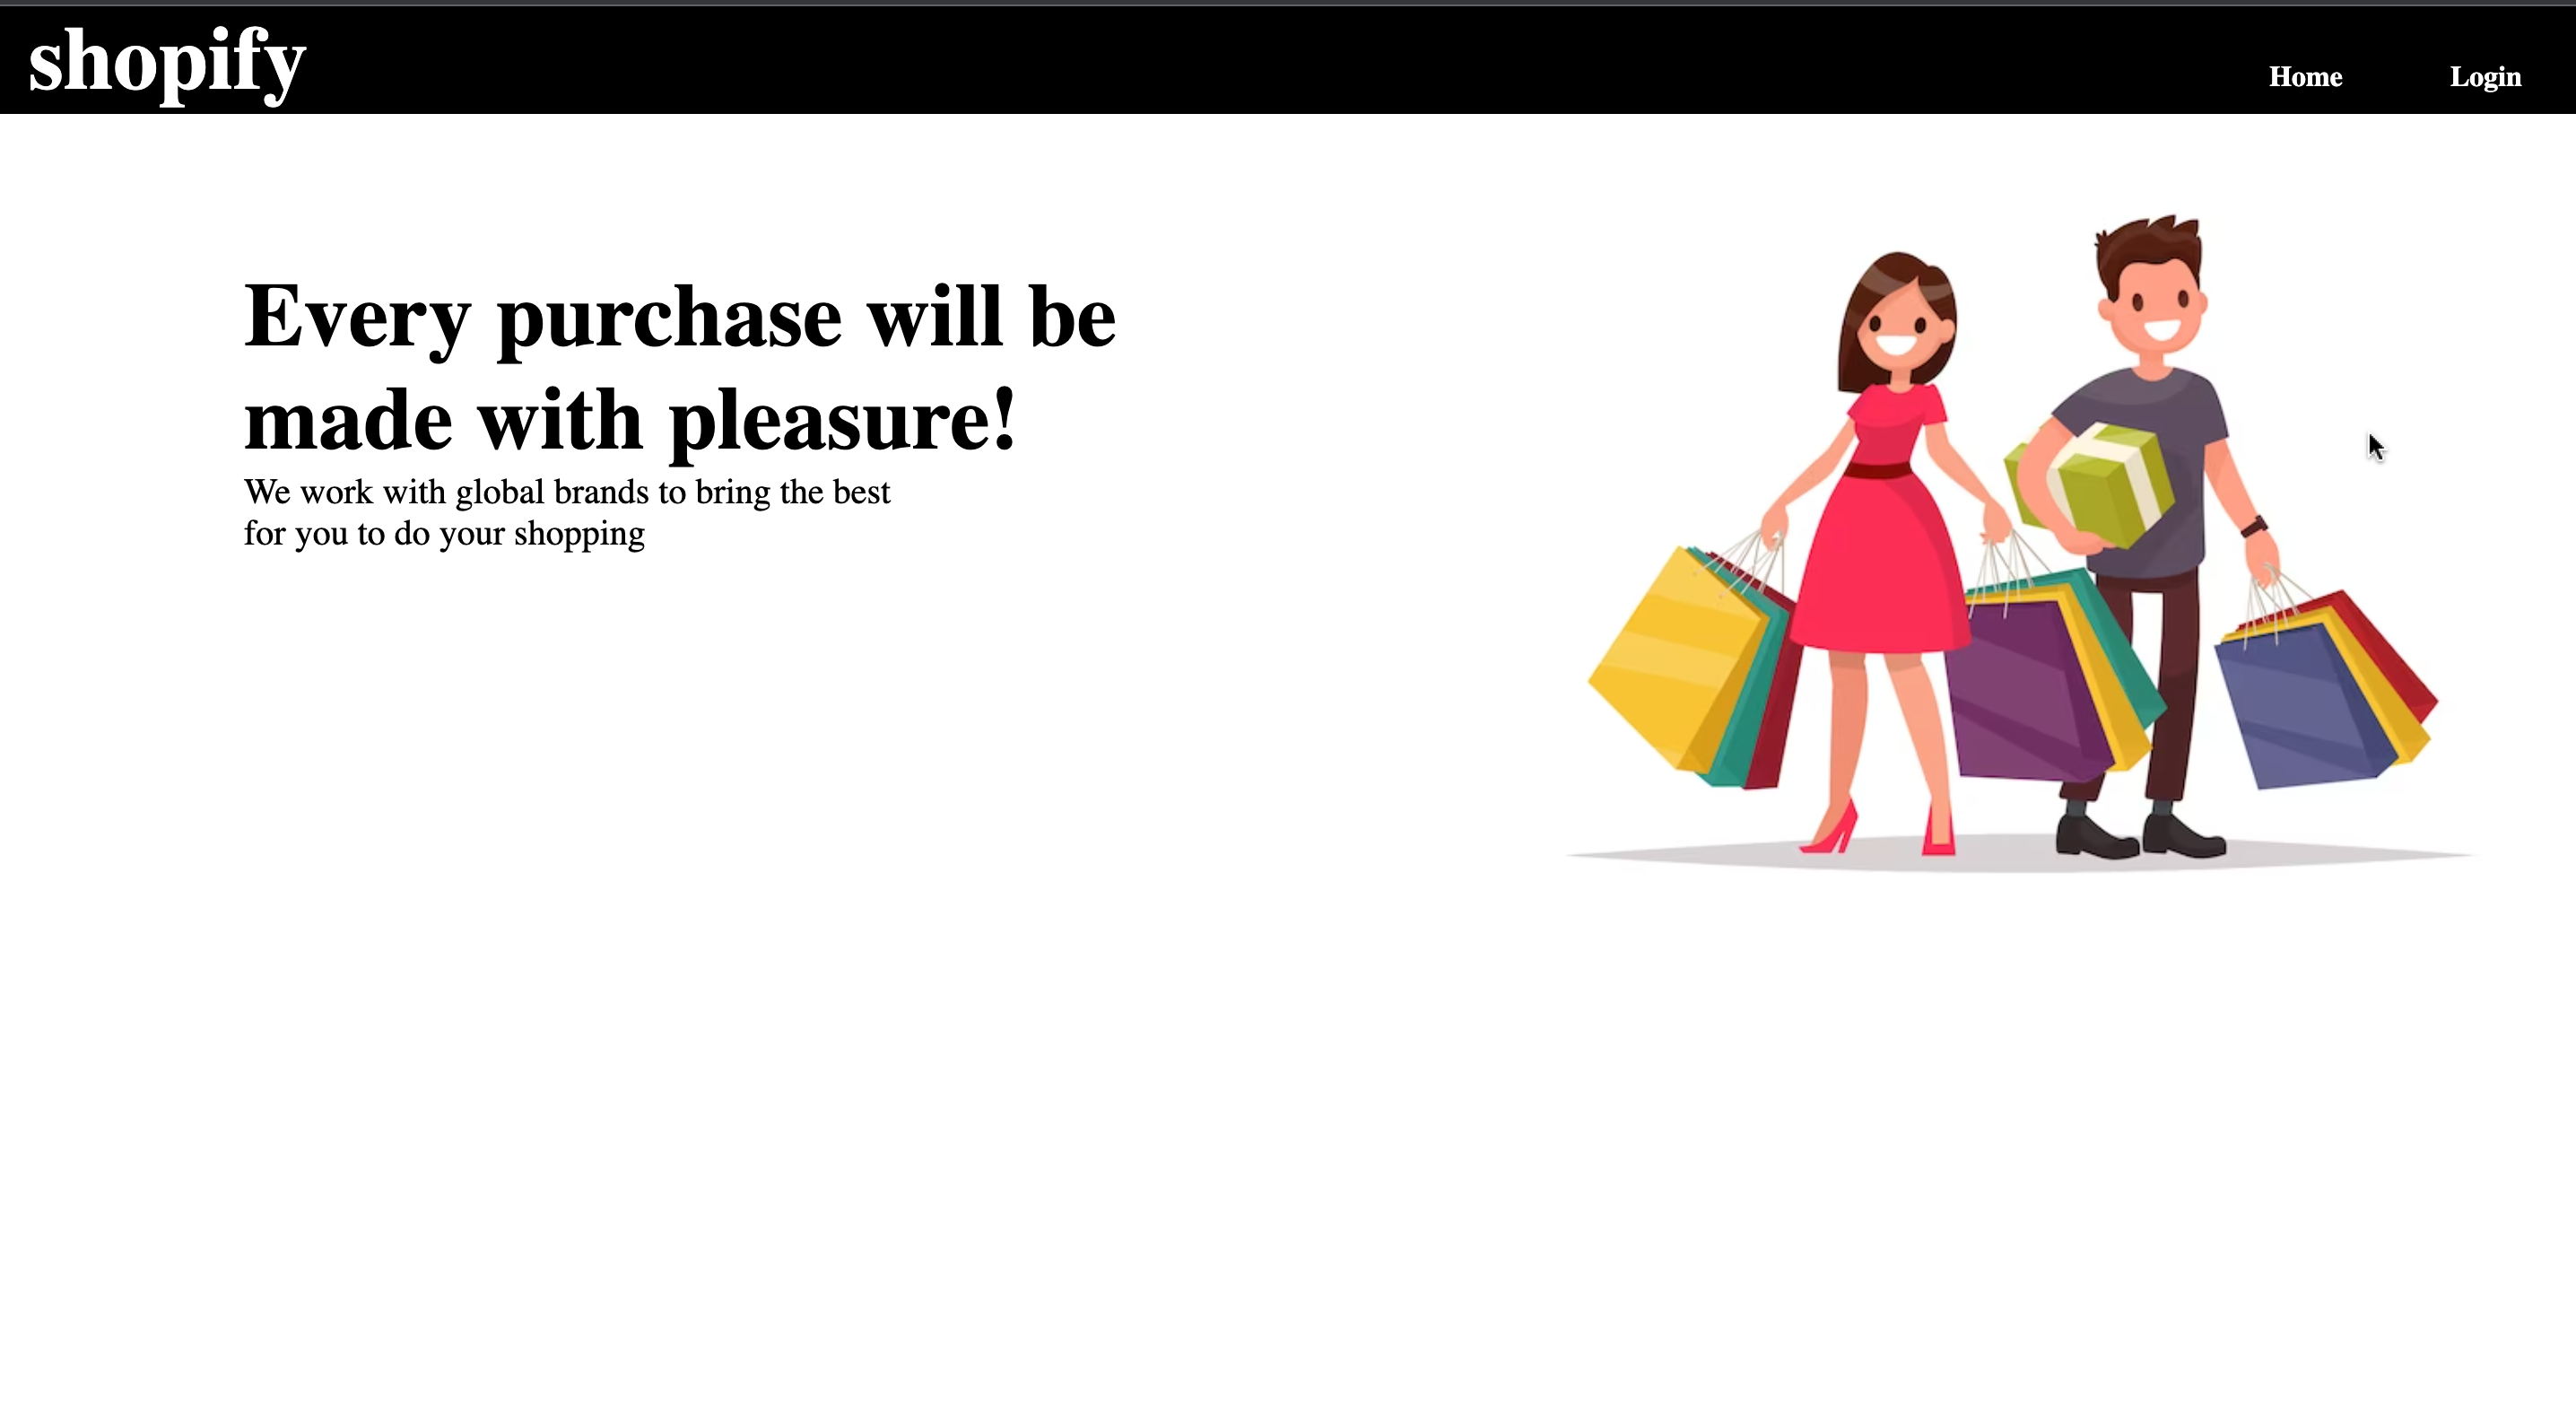 shopify
Home
Login
Every purchase will be
made with pleasure!
We work with global brands to bring the best
for you to do your shopping